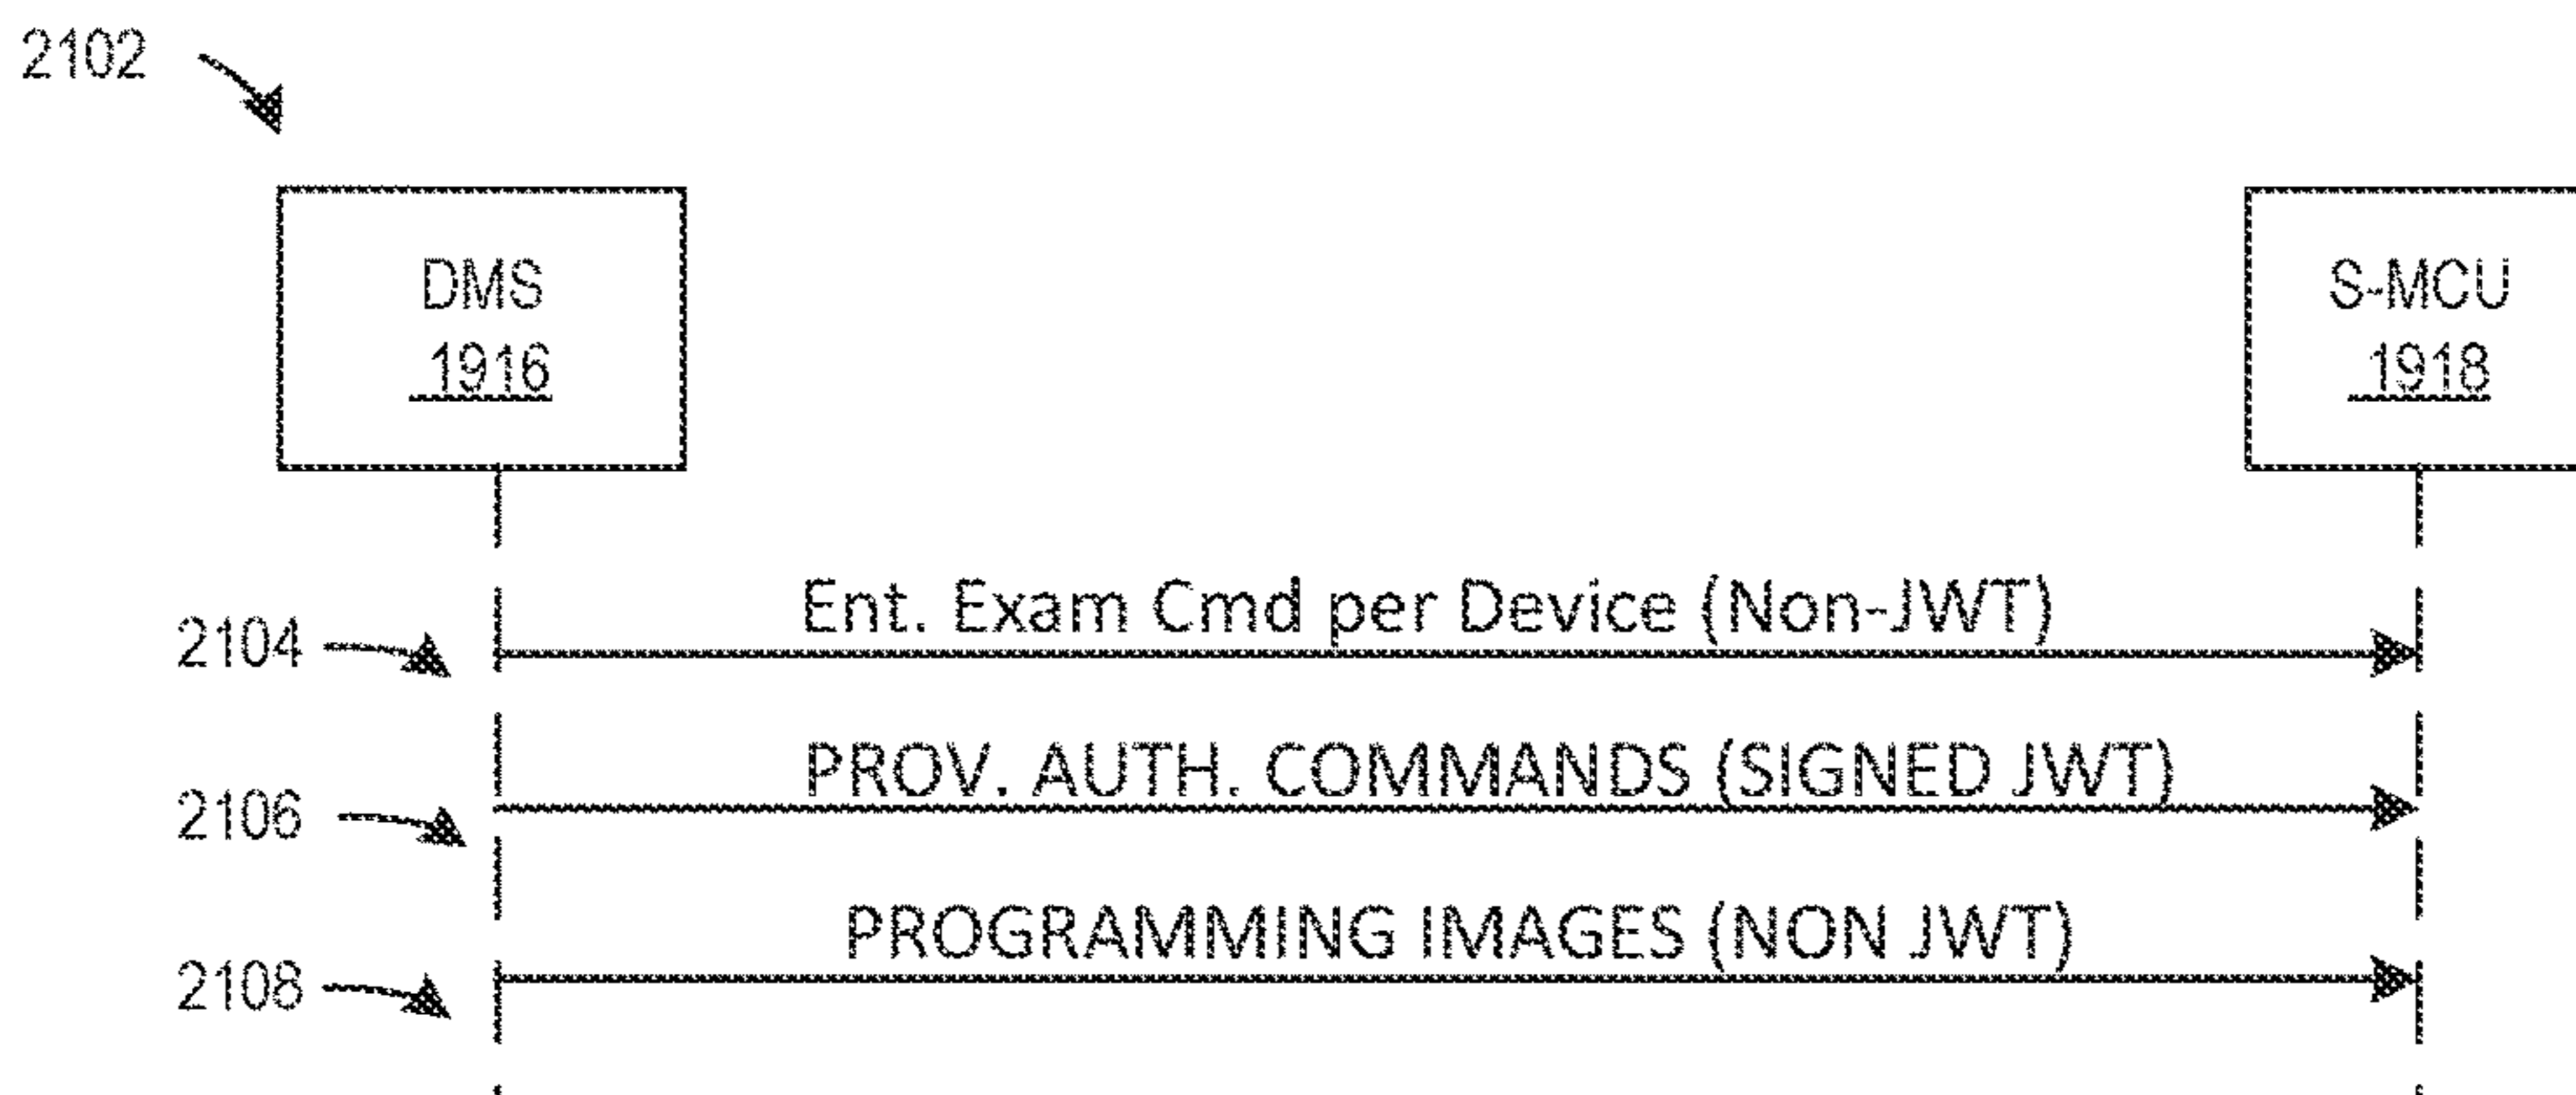 2102
DMS
1916
S-MCU
1918
Ent. Exam Cmd per Device (Non-JWT)
2104
PROV. AUTH. COMMANDS (SIGNED JWT)
2106
PROGRAMMING IMAGES (NON JWT)
2108